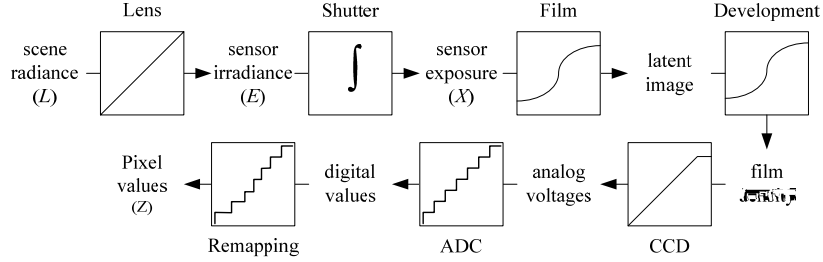 Lens
Shutter
Film
Development
scene
radiance
(L)
sensor
irradiance
(E)
∫
sensor
exposure
(X)
latent
image
film
CCD
analog
voltages
ADC
digital
values
Remapping
Pixel
values
(Z)